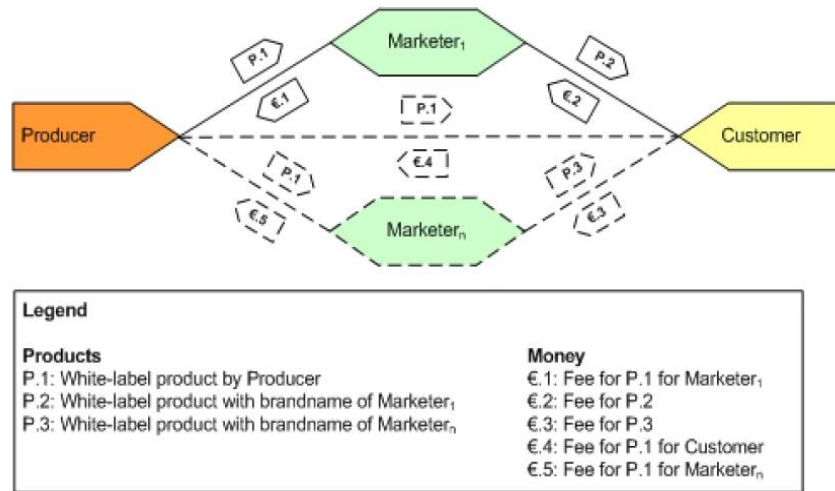 P.1
Marketer₁
P.2
€.1
€.2
Producer
P.1
Customer
€.4
P.1
P.3
€.5
Marketerₙ
€.3
Legend
Products
P.1: White-label product by Producer
P.2: White-label product with brandname of Marketer₁
P.3: White-label product with brandname of Marketerₙ
Money
€.1: Fee for P.1 for Marketer₁
€.2: Fee for P.2
€.3: Fee for P.3
€.4: Fee for P.1 for Customer
€.5: Fee for P.1 for Marketerₙ